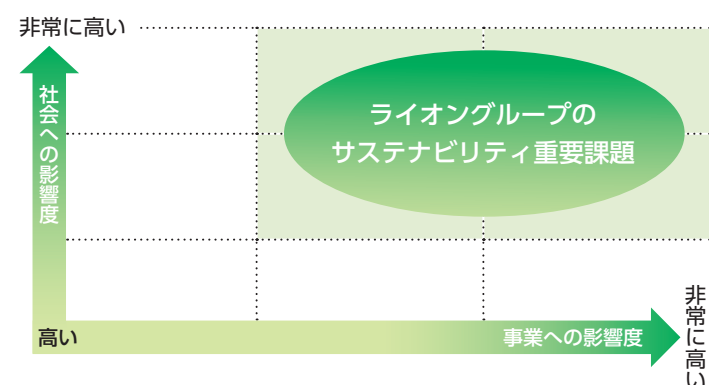 非常に高い
社会への影響度
ライオングループの
サステナビリティ重要課題
高い
事業への影響度
非常に高い